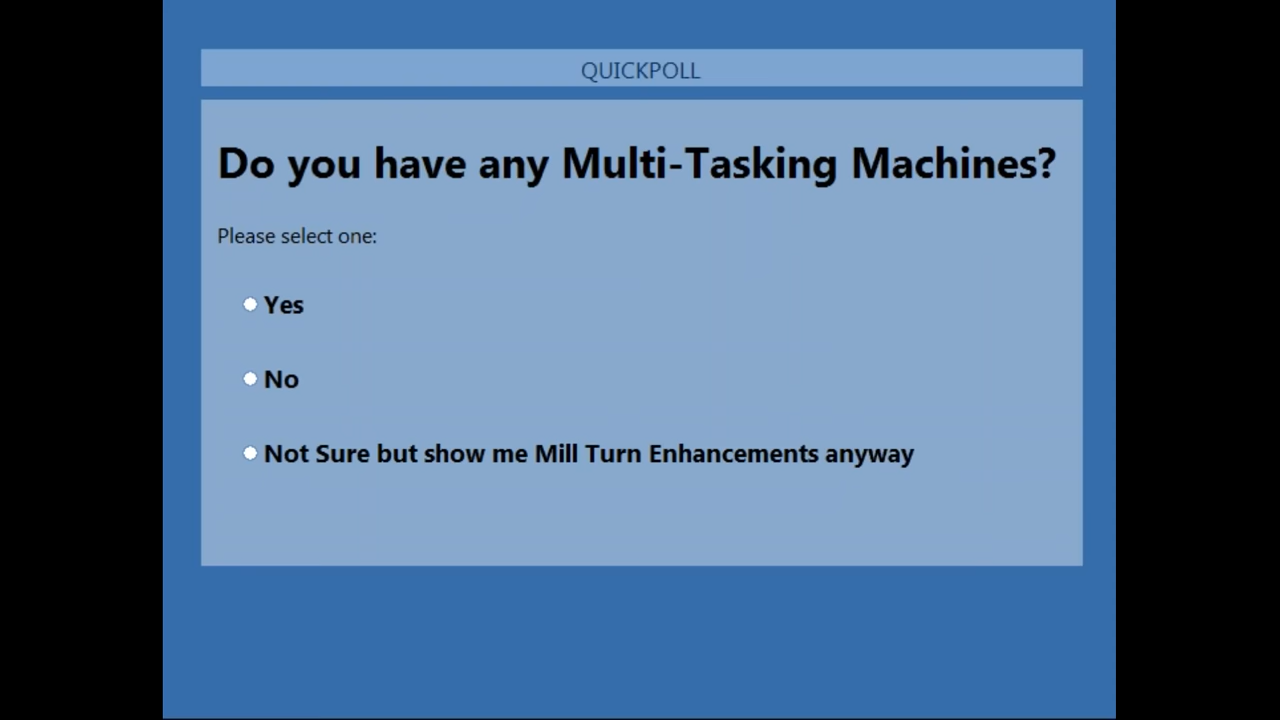 QUICKPOLL
Do you have any Multi-Tasking Machines?
Please select one:
Yes
No
Not Sure but show me Mill Turn Enhancements anyway